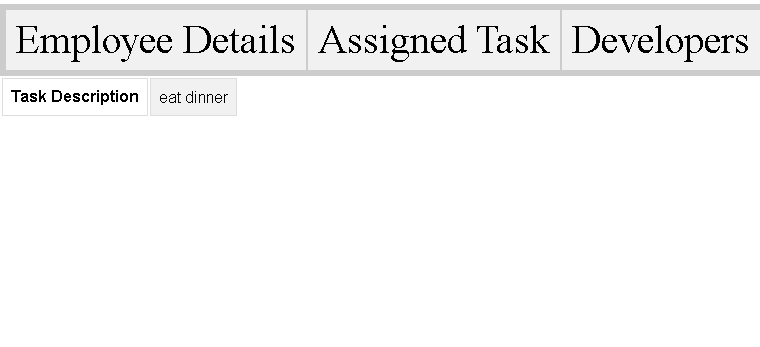 Employee Details Assigned Task Developers
Task Description eat dinner